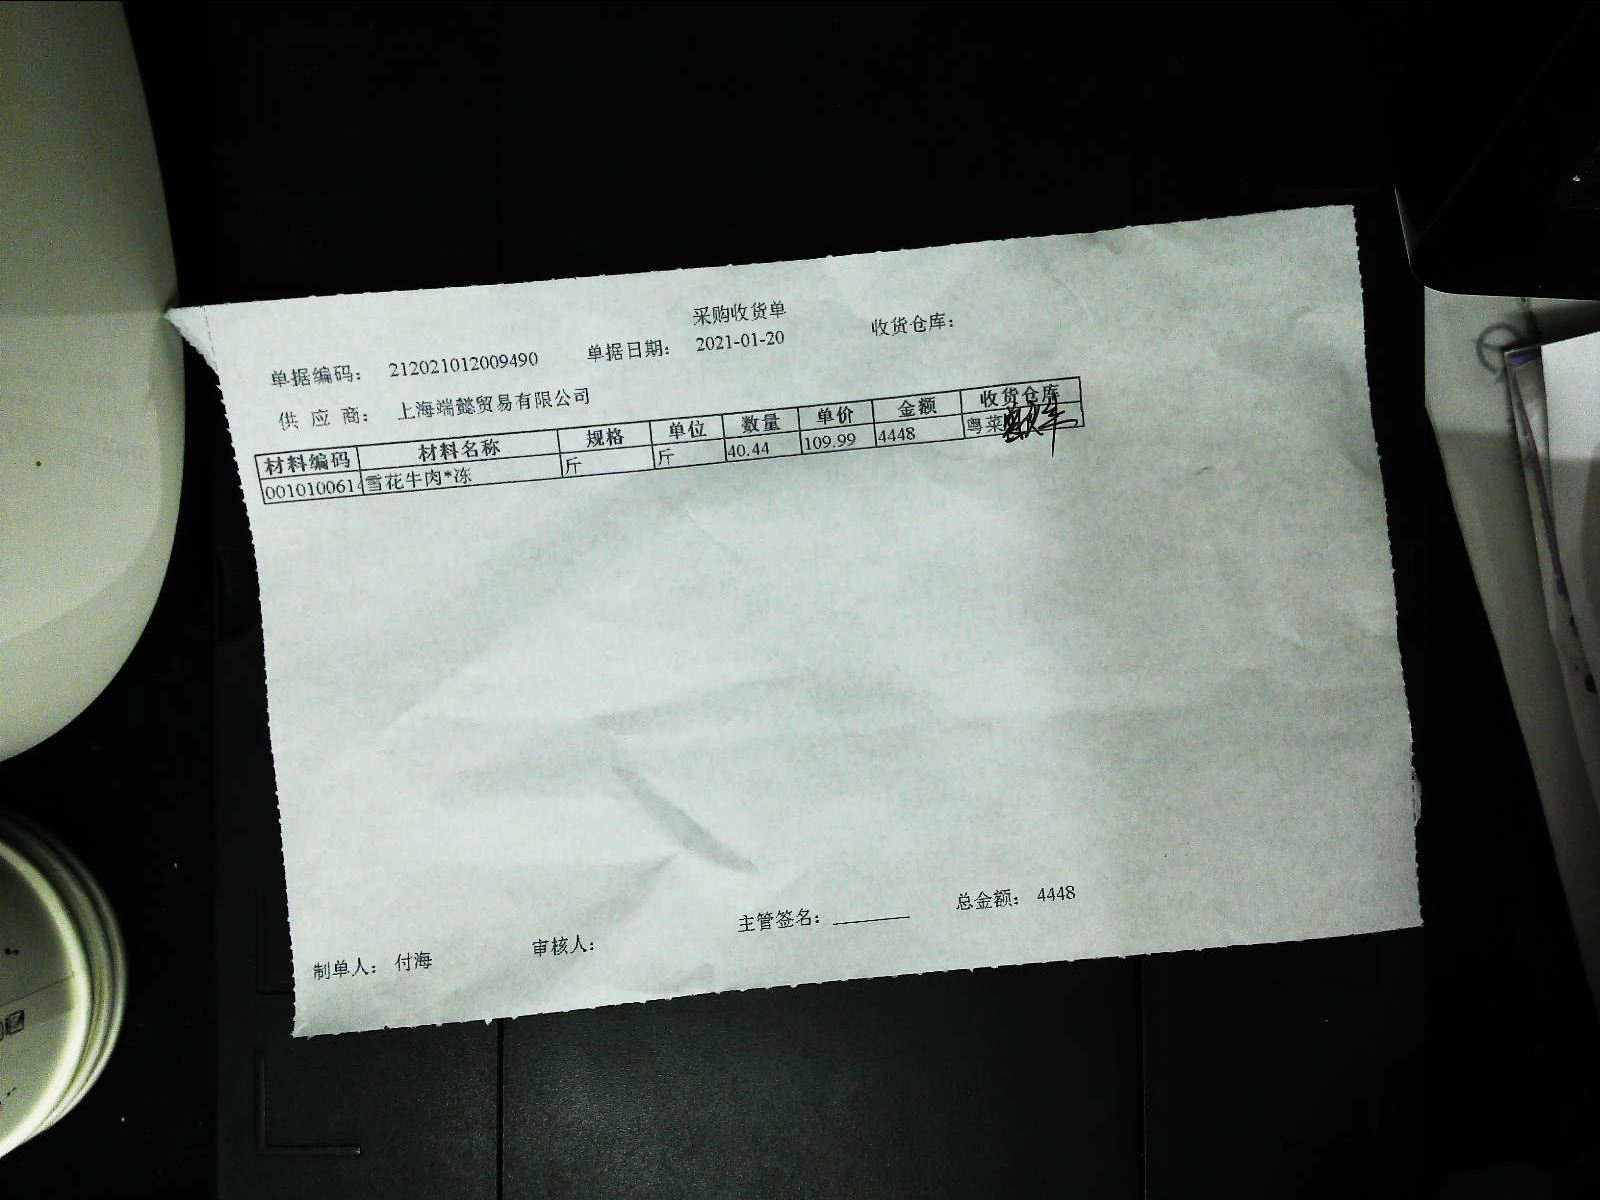 采购收货单
单据编码： 212021012009490 单据日期： 2021-01-20 收货仓库：
供 应 商： 上海端懿贸易有限公司
材料编码 材料名称 规格 单位 数量 单价 金额 收货仓库
001010061 雪花牛肉*冻 斤 斤 40.44 109.99 4448 粤菜
制单人： 付海 审核人： 主管签名： 总金额： 4448